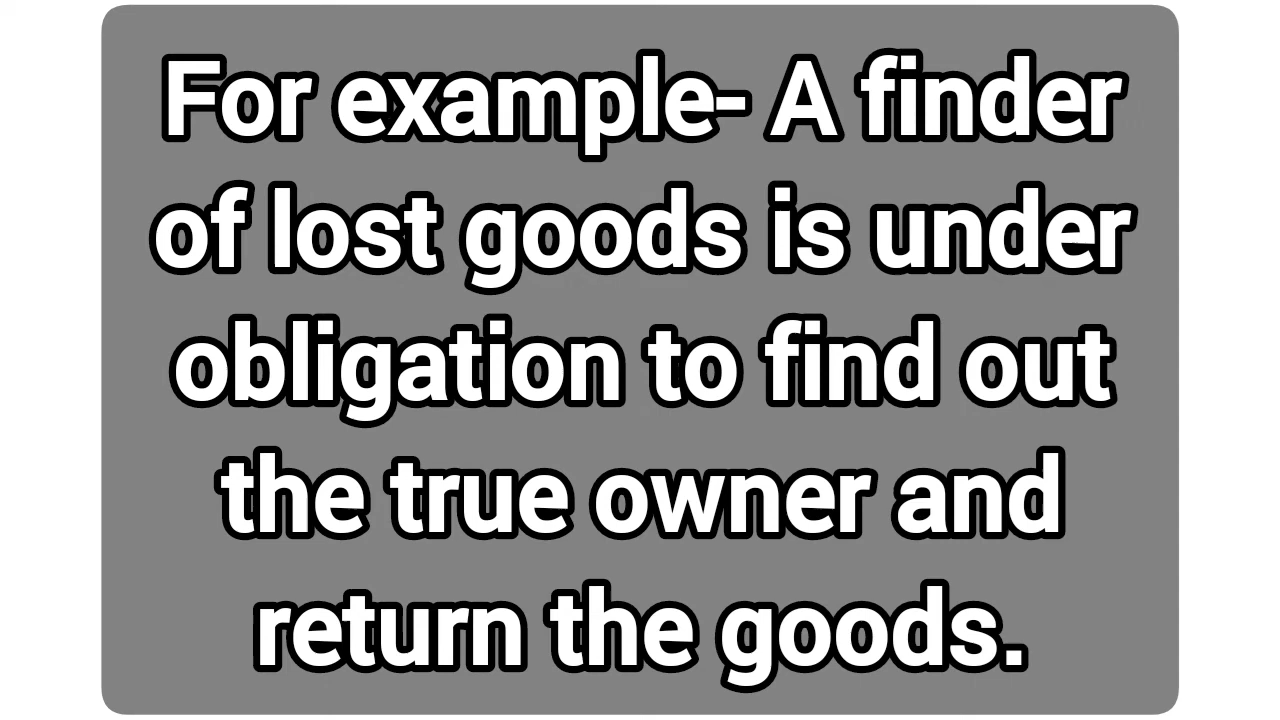 For example- A finder
of lost goods is under
obligation to find out
the true owner and
return the goods.